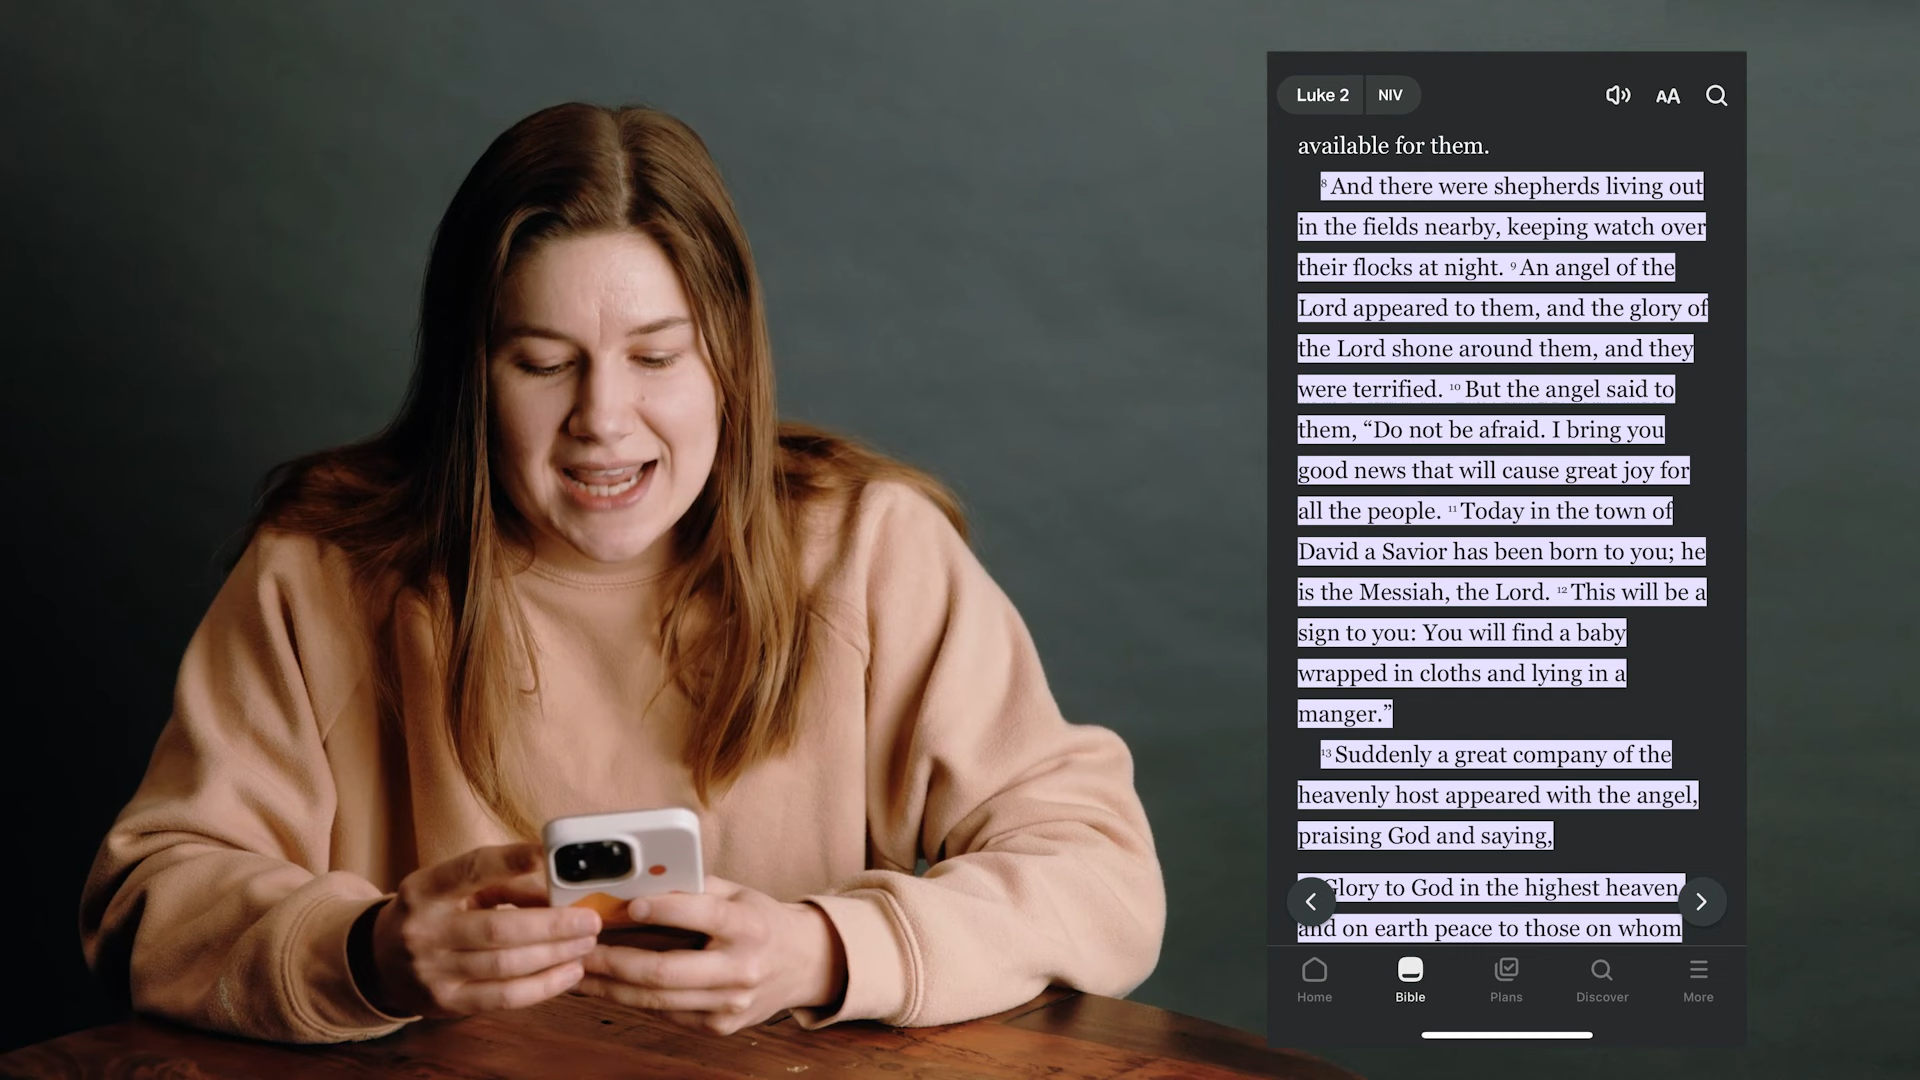 Luke 2 NIV AA
available for them.
8 And there were shepherds living out
in the fields nearby, keeping watch over
their flocks at night. 9 An angel of the
Lord appeared to them, and the glory of
the Lord shone around them, and they
were terrified. 10 But the angel said to
them, “Do not be afraid. I bring you
good news that will cause great joy for
all the people. 11 Today in the town of
David a Savior has been born to you; he
is the Messiah, the Lord. 12 This will be a
sign to you: You will find a baby
wrapped in cloths and lying in a
manger.”
13 Suddenly a great company of the
heavenly host appeared with the angel,
praising God and saying,
Glory to God in the highest heaven
and on earth peace to those on whom
Home Bible Plans Discover More